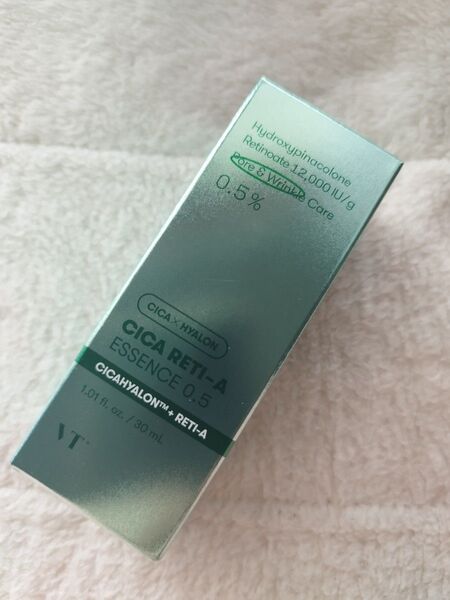 Hydroxypinacolone
Retinoate 12,000 IU/g
Pore & Wrinkle Care
0.5%
CICA × HYALON
CICA RETI-A
ESSENCE 0.5
CICAHYALON™ + RETI-A
1.01 fl. oz. / 30 mL
VT